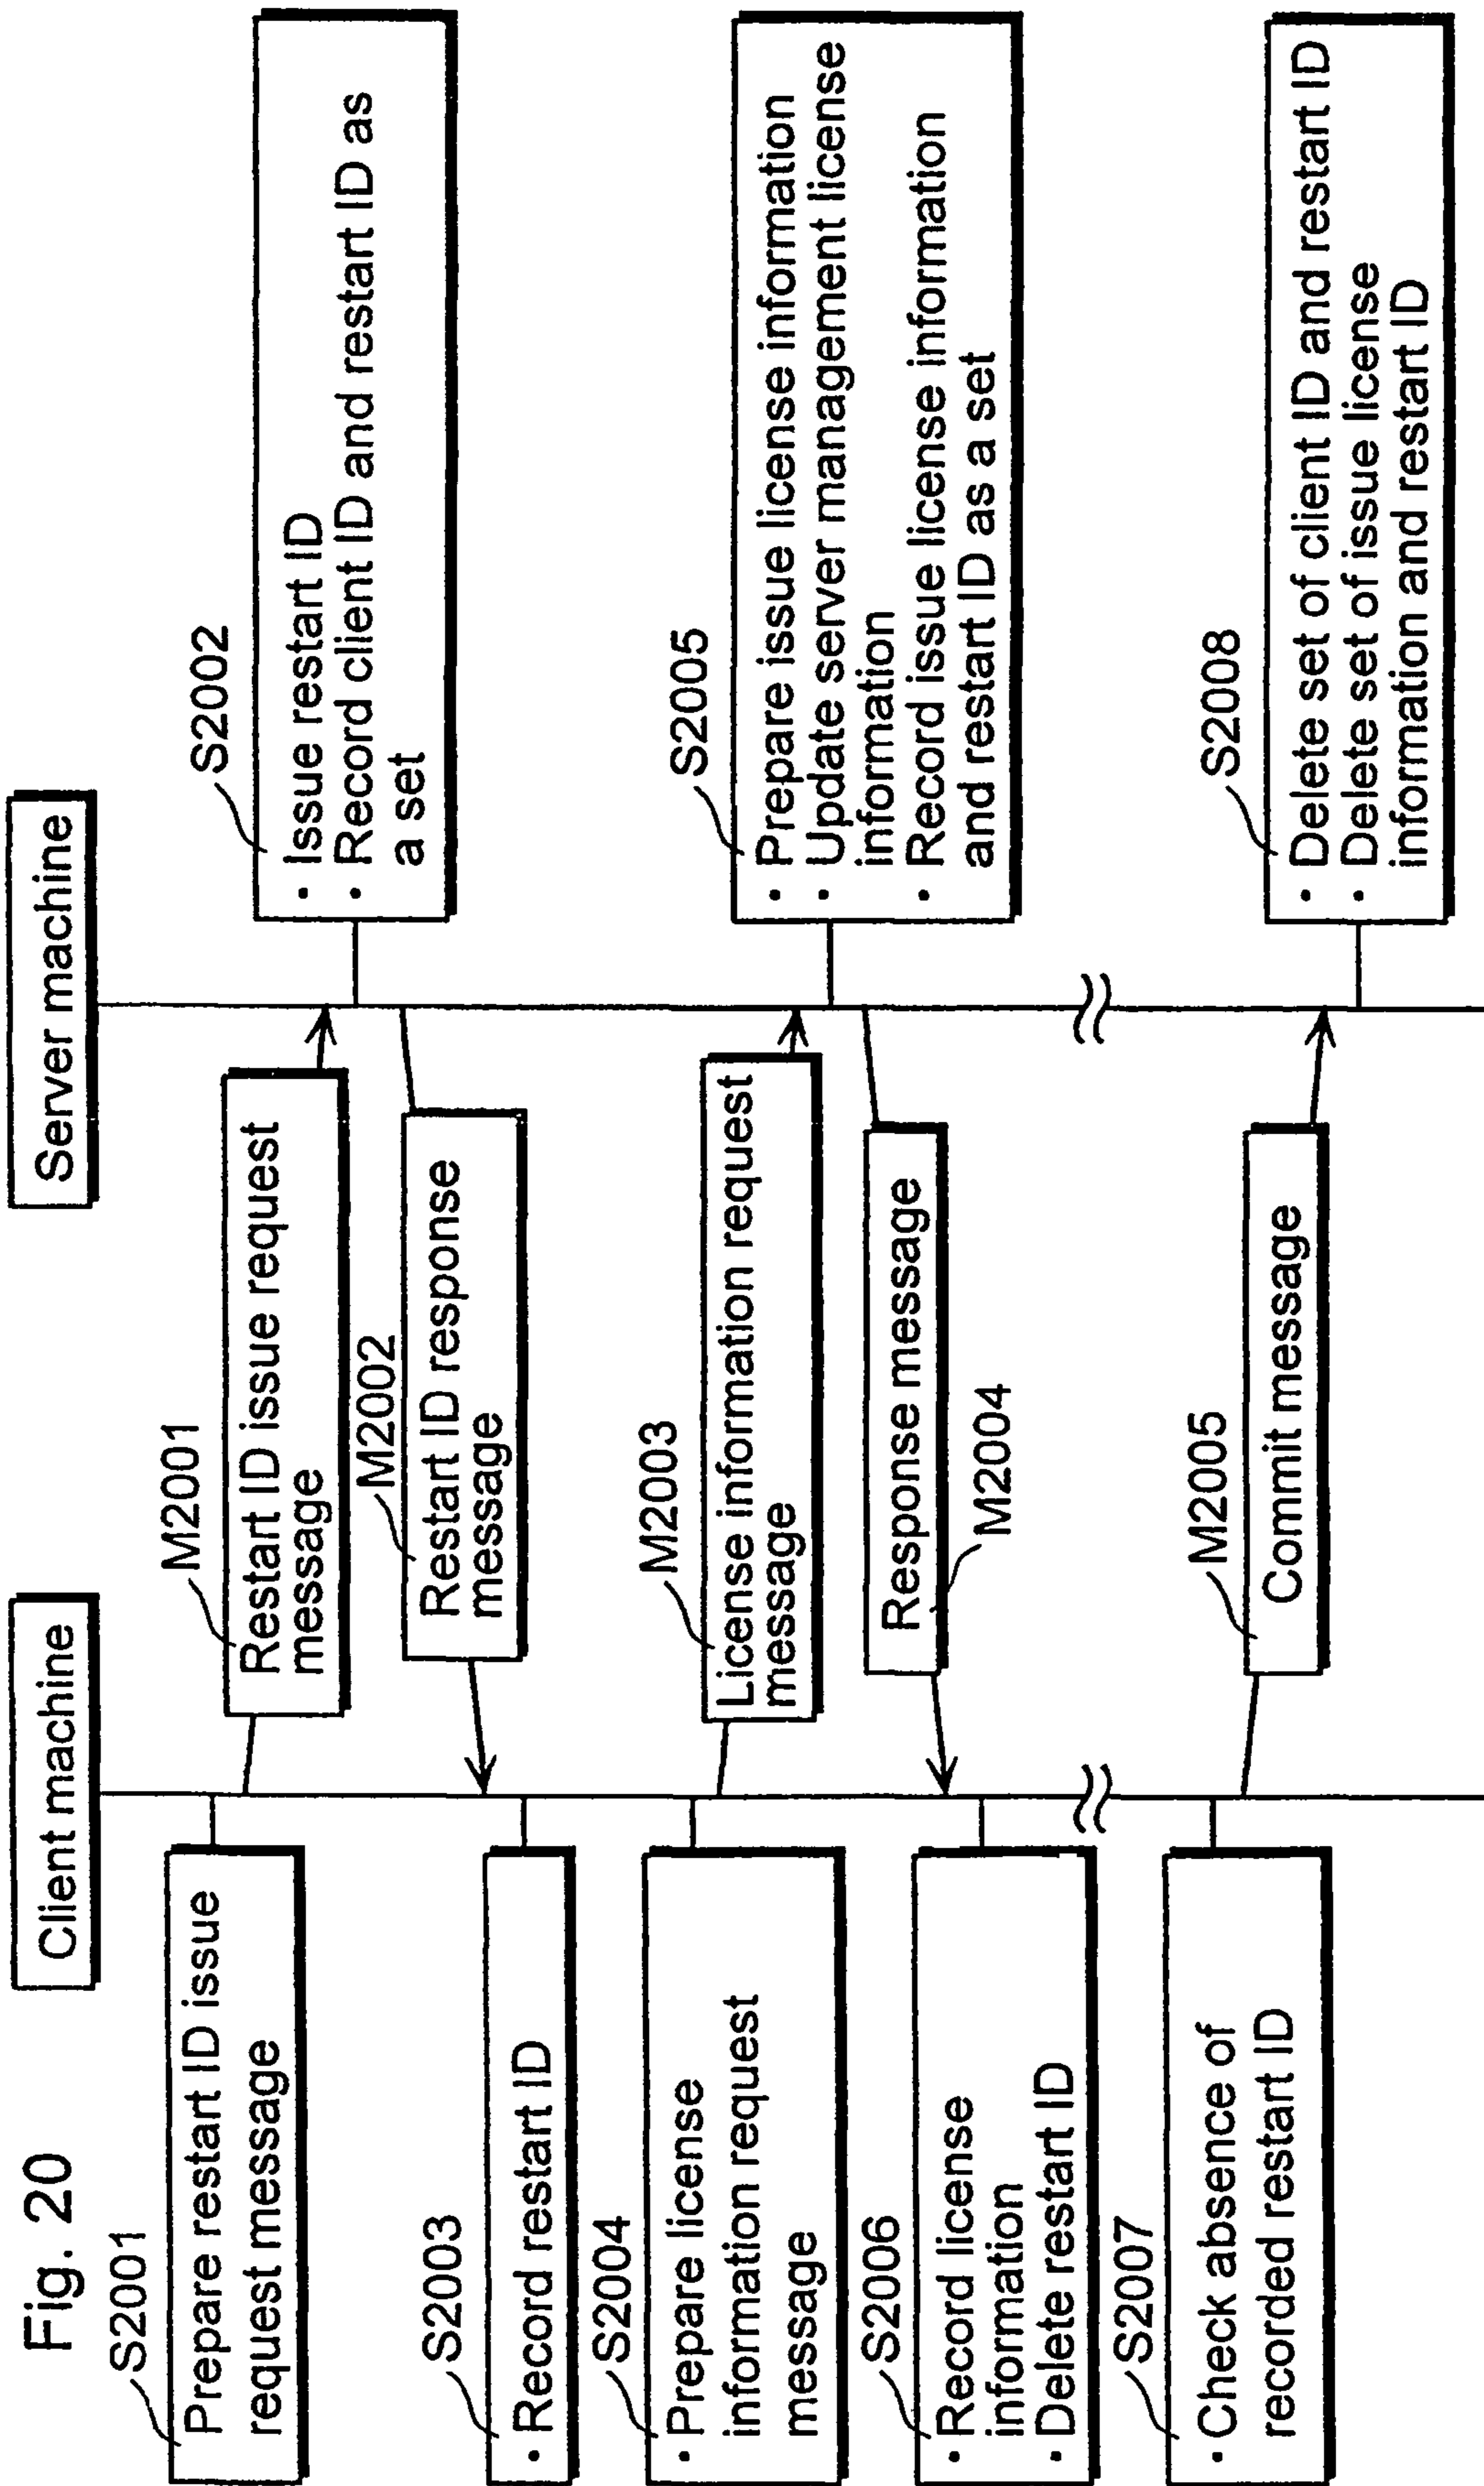 Fig. 20
Client machine
Server machine
S2001
Prepare restart ID issue
request message
M2001
Restart ID issue request
message
S2002
· Issue restart ID
· Record client ID and restart ID as
a set
M2002
Restart ID response
message
S2003
· Record restart ID
S2004
· Prepare license
information request
message
M2003
License information request
message
S2005
· Prepare issue license information
· Update server management license
information
· Record issue license information
and restart ID as a set
Response message
M2004
S2006
· Record license
information
· Delete restart ID
S2007
· Check absence of
recorded restart ID
M2005
Commit message
S2008
· Delete set of client ID and restart ID
· Delete set of issue license
information and restart ID